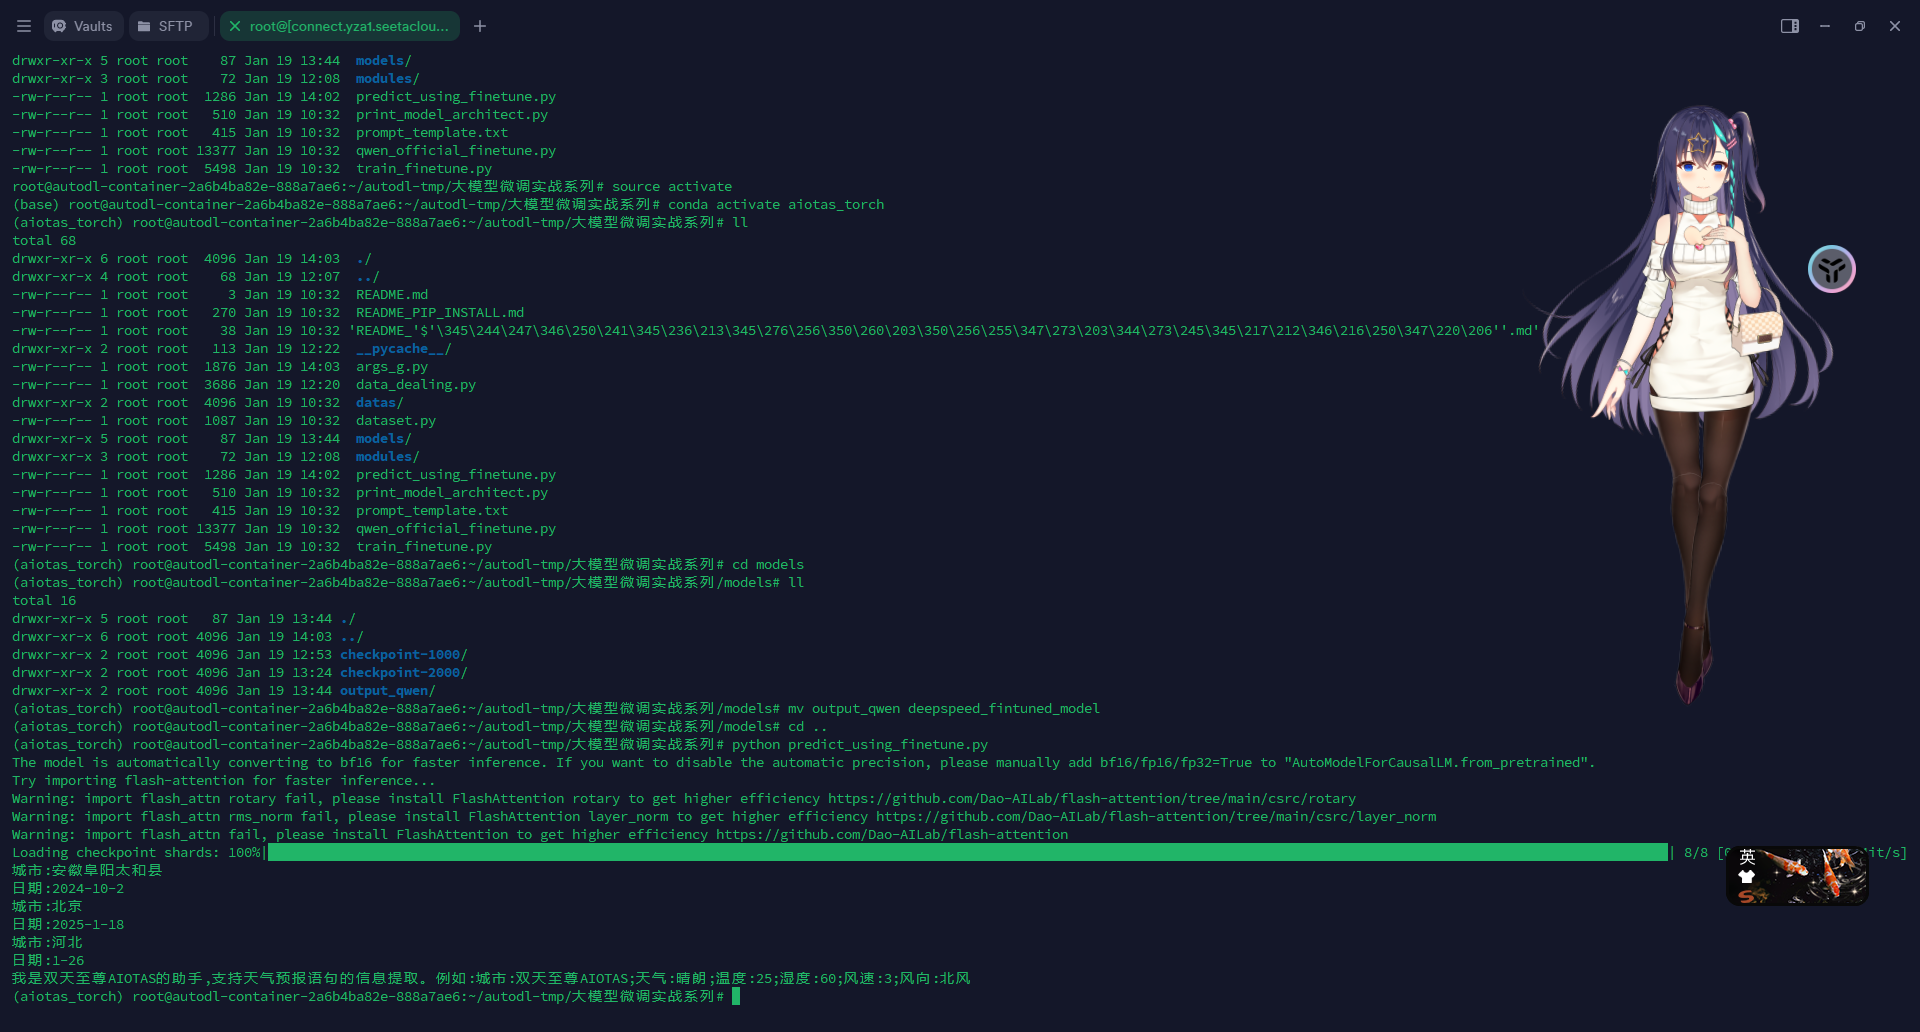 Vaults
SFTP
root@[connect.yza1.seetaclou...
drwxr-xr-x 5 root root    87 Jan 19 13:44  models/
drwxr-xr-x 3 root root    72 Jan 19 12:08  modules/
-rw-r--r-- 1 root root  1286 Jan 19 14:02  predict_using_finetune.py
-rw-r--r-- 1 root root   510 Jan 19 10:32  print_model_architect.py
-rw-r--r-- 1 root root   415 Jan 19 10:32  prompt_template.txt
-rw-r--r-- 1 root root 13377 Jan 19 10:32  qwen_official_finetune.py
-rw-r--r-- 1 root root  5498 Jan 19 10:32  train_finetune.py
root@autodl-container-2a6b4ba82e-888a7ae6:~/autodl-tmp/大模型微调实战系列# source activate
(base) root@autodl-container-2a6b4ba82e-888a7ae6:~/autodl-tmp/大模型微调实战系列# conda activate aiotas_torch
(aiotas_torch) root@autodl-container-2a6b4ba82e-888a7ae6:~/autodl-tmp/大模型微调实战系列# ll
total 68
drwxr-xr-x 6 root root  4096 Jan 19 14:03  ./
drwxr-xr-x 4 root root    68 Jan 19 12:07  ../
-rw-r--r-- 1 root root     3 Jan 19 10:32  README.md
-rw-r--r-- 1 root root   270 Jan 19 10:32  README_PIP_INSTALL.md
-rw-r--r-- 1 root root    38 Jan 19 10:32 'README_'$'\345\244\247\346\250\241\345\236\213\345\276\256\350\260\203\350\256\255\347\273\203\344\273\245\345\217\212\346\216\250\347\220\206''.md'
drwxr-xr-x 2 root root   113 Jan 19 12:22  __pycache__/
-rw-r--r-- 1 root root  1876 Jan 19 14:03  args_g.py
-rw-r--r-- 1 root root  3686 Jan 19 12:20  data_dealing.py
drwxr-xr-x 2 root root  4096 Jan 19 10:32  datas/
-rw-r--r-- 1 root root  1087 Jan 19 10:32  dataset.py
drwxr-xr-x 5 root root    87 Jan 19 13:44  models/
drwxr-xr-x 3 root root    72 Jan 19 12:08  modules/
-rw-r--r-- 1 root root  1286 Jan 19 14:02  predict_using_finetune.py
-rw-r--r-- 1 root root   510 Jan 19 10:32  print_model_architect.py
-rw-r--r-- 1 root root   415 Jan 19 10:32  prompt_template.txt
-rw-r--r-- 1 root root 13377 Jan 19 10:32  qwen_official_finetune.py
-rw-r--r-- 1 root root  5498 Jan 19 10:32  train_finetune.py
(aiotas_torch) root@autodl-container-2a6b4ba82e-888a7ae6:~/autodl-tmp/大模型微调实战系列# cd models
(aiotas_torch) root@autodl-container-2a6b4ba82e-888a7ae6:~/autodl-tmp/大模型微调实战系列/models# ll
total 16
drwxr-xr-x 5 root root   87 Jan 19 13:44 ./
drwxr-xr-x 6 root root 4096 Jan 19 14:03 ../
drwxr-xr-x 2 root root 4096 Jan 19 12:53 checkpoint-1000/
drwxr-xr-x 2 root root 4096 Jan 19 13:24 checkpoint-2000/
drwxr-xr-x 2 root root 4096 Jan 19 13:44 output_qwen/
(aiotas_torch) root@autodl-container-2a6b4ba82e-888a7ae6:~/autodl-tmp/大模型微调实战系列/models# mv output_qwen deepspeed_fintuned_model
(aiotas_torch) root@autodl-container-2a6b4ba82e-888a7ae6:~/autodl-tmp/大模型微调实战系列/models# cd ..
(aiotas_torch) root@autodl-container-2a6b4ba82e-888a7ae6:~/autodl-tmp/大模型微调实战系列# python predict_using_finetune.py
The model is automatically converting to bf16 for faster inference. If you want to disable the automatic precision, please manually add bf16/fp16/fp32=True to "AutoModelForCausalLM.from_pretrained".
Try importing flash-attention for faster inference...
Warning: import flash_attn rotary fail, please install FlashAttention rotary to get higher efficiency https://github.com/Dao-AILab/flash-attention/tree/main/csrc/rotary
Warning: import flash_attn rms_norm fail, please install FlashAttention layer_norm to get higher efficiency https://github.com/Dao-AILab/flash-attention/tree/main/csrc/layer_norm
Warning: import flash_attn fail, please install FlashAttention to get higher efficiency https://github.com/Dao-AILab/flash-attention
Loading checkpoint shards: 100%| | 8/8 [ it/s]
英
城市:安徽阜阳太和县
日期:2024-10-2
城市:北京
日期:2025-1-18
城市:河北
日期:1-26
我是双天至尊AIOTAS的助手,支持天气预报语句的信息提取。例如:城市:双天至尊AIOTAS;天气:晴朗;温度:25;湿度:60;风速:3;风向:北风
(aiotas_torch) root@autodl-container-2a6b4ba82e-888a7ae6:~/autodl-tmp/大模型微调实战系列#